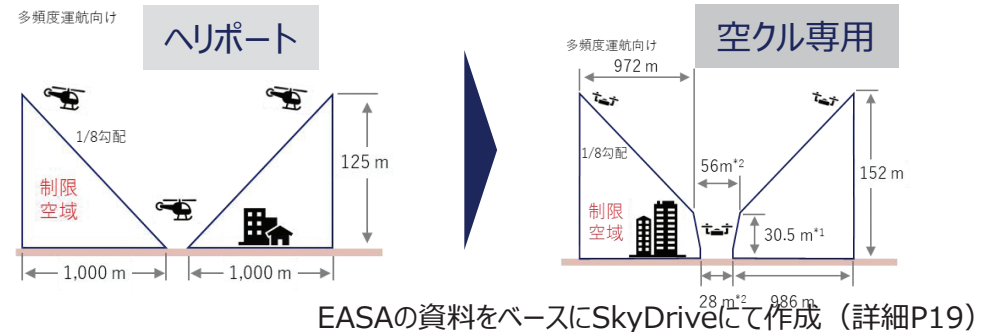 多頻度運航向け
ヘリポート
1/8勾配
制限
空域
125 m
1,000 m
1,000 m
空クル専用
多頻度運航向け
972 m
1/8勾配
56m*2
152 m
制限
空域
30.5 m*1
28 m*2
986 m
EASAの資料をベースにSkyDriveにて作成（詳細P19）